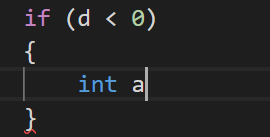 if (d < 0)
{
    int a
}